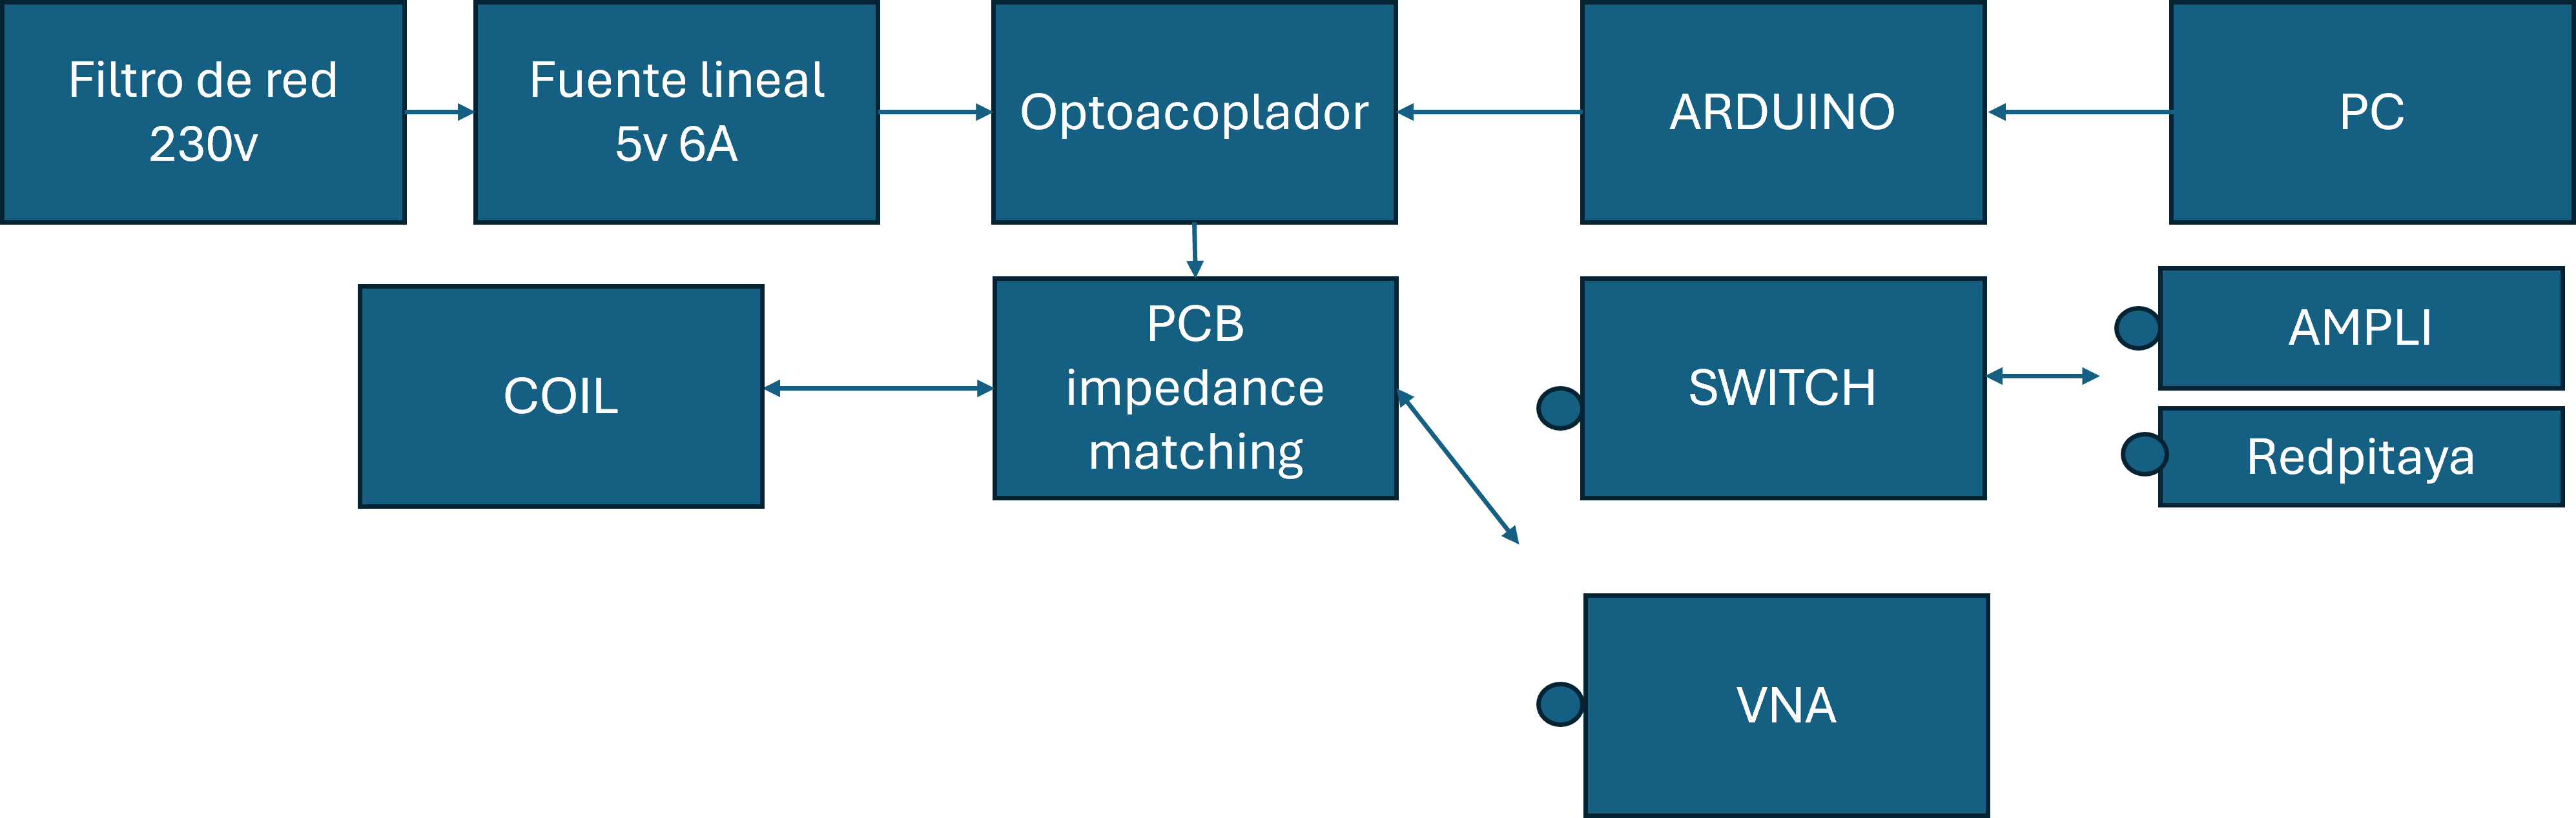 Filtro de red
230v
Fuente lineal
5v 6A
Optoacoplador
ARDUINO
PC
COIL
PCB
impedance
matching
SWITCH
AMPLI
Redpitaya
VNA